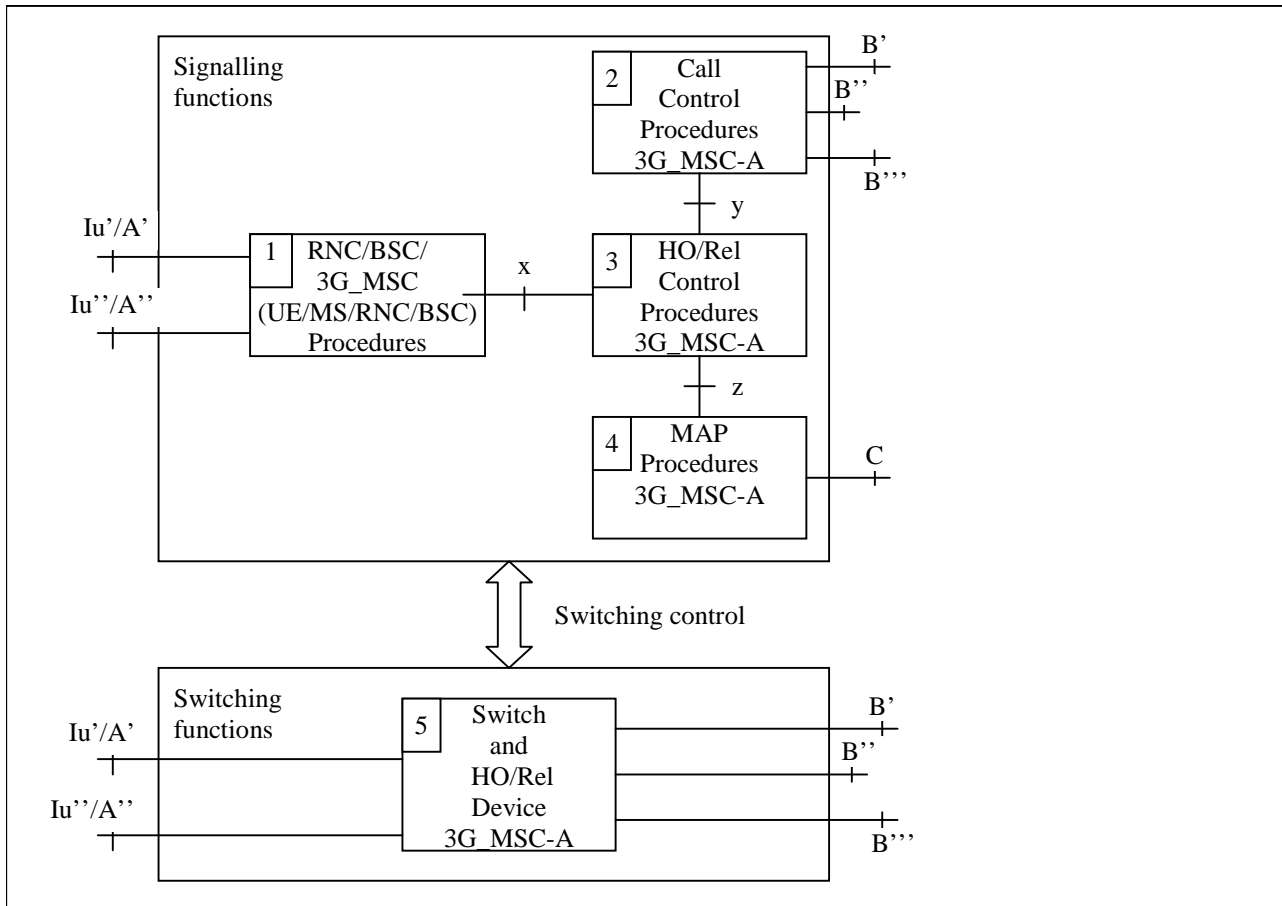 Signalling
functions
2
Call
Control
Procedures
3G_MSC-A
B'
B''
B'''
y
Iu'/A'
Iu''/A''
1
RNC/BSC/
3G_MSC
(UE/MS/RNC/BSC)
Procedures
x
3
HO/Rel
Control
Procedures
3G_MSC-A
z
4
MAP
Procedures
3G_MSC-A
C
Switching control
Switching
functions
Iu'/A'
Iu''/A''
5
Switch
and
HO/Rel
Device
3G_MSC-A
B'
B''
B'''